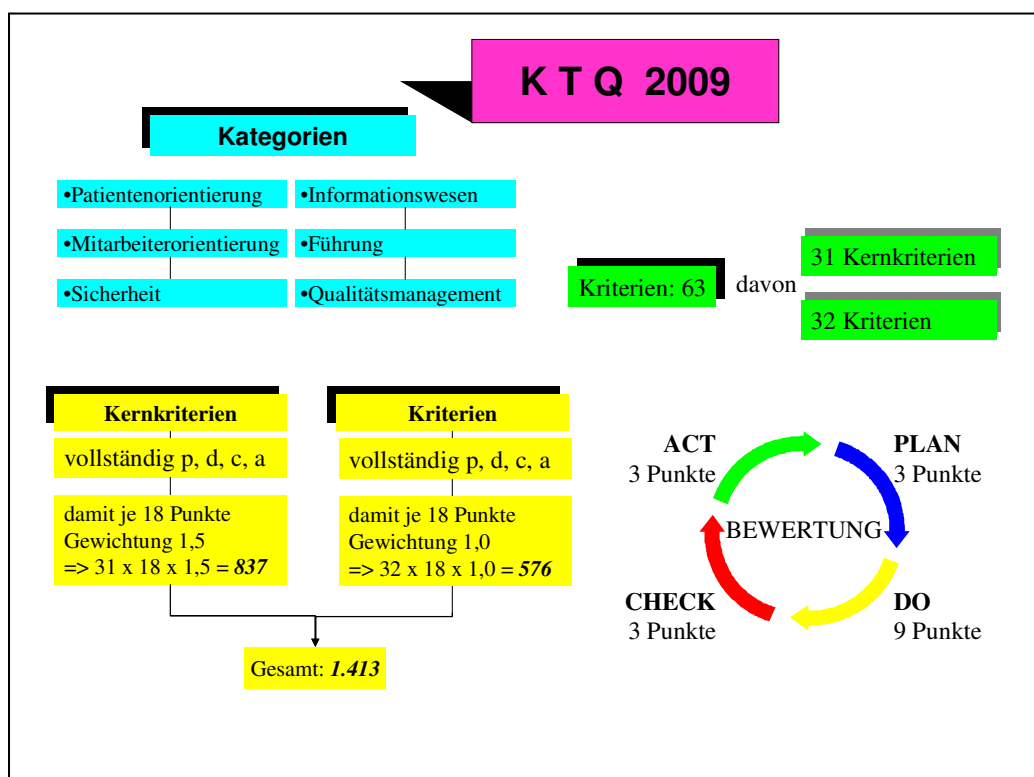 K T Q 2009
Kategorien
•Patientenorientierung
•Informationswesen
•Mitarbeiterorientierung
•Führung
•Sicherheit
•Qualitätsmanagement
Kriterien: 63
davon
31 Kernkriterien
32 Kriterien
Kernkriterien
vollständig p, d, c, a
damit je 18 Punkte
Gewichtung 1,5
=> 31 x 18 x 1,5 = 837
Kriterien
vollständig p, d, c, a
damit je 18 Punkte
Gewichtung 1,0
=> 32 x 18 x 1,0 = 576
Gesamt: 1.413
ACT
3 Punkte
PLAN
3 Punkte
BEWERTUNG
CHECK
3 Punkte
DO
9 Punkte